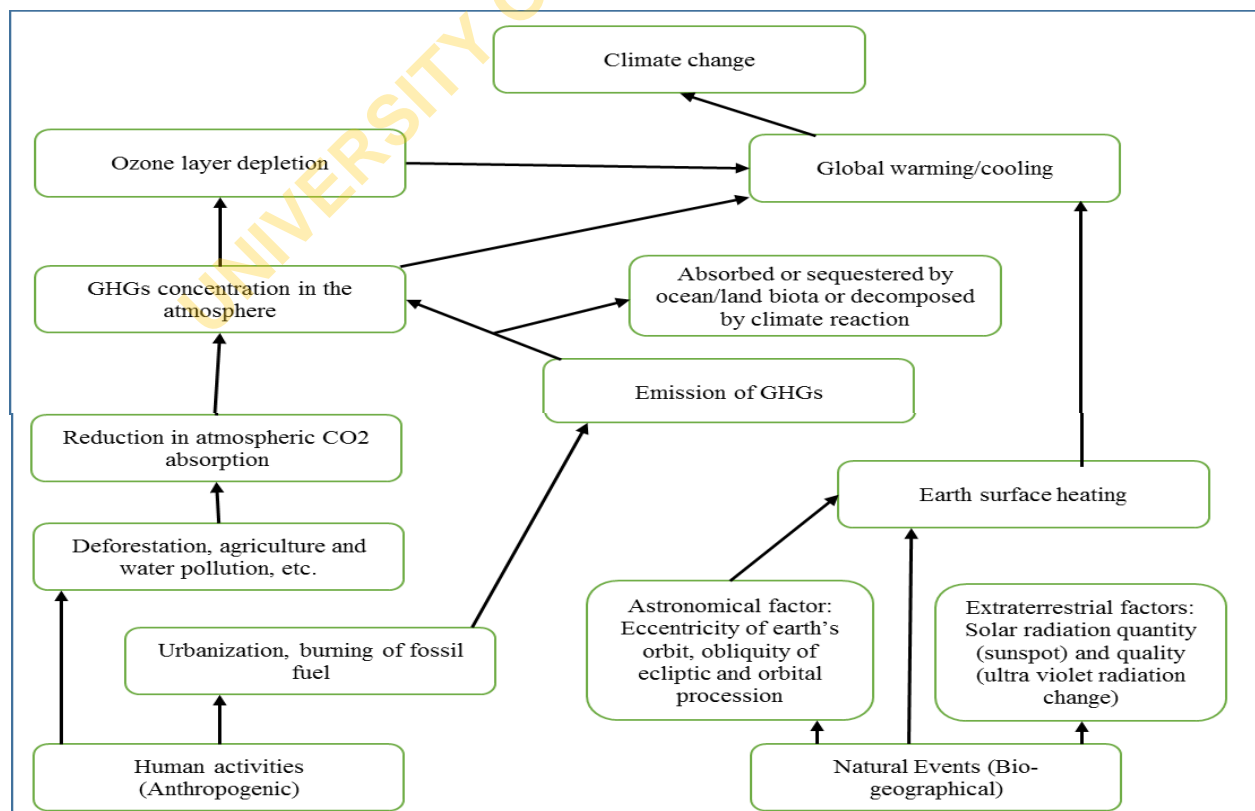 Climate change
Ozone layer depletion
Global warming/cooling
GHGs concentration in the
atmosphere
Absorbed or sequestered by
ocean/land biota or decomposed
by climate reaction
Emission of GHGs
Reduction in atmospheric CO2
absorption
Earth surface heating
Deforestation, agriculture and
water pollution, etc.
Astronomical factor:
Eccentricity of earth's
orbit, obliquity of
ecliptic and orbital
procession
Extraterrestrial factors:
Solar radiation quantity
(sunspot) and quality
(ultra violet radiation
change)
Urbanization, burning of fossil
fuel
Human activities
(Anthropogenic)
Natural Events (Bio-
geographical)
UNIVERSITY